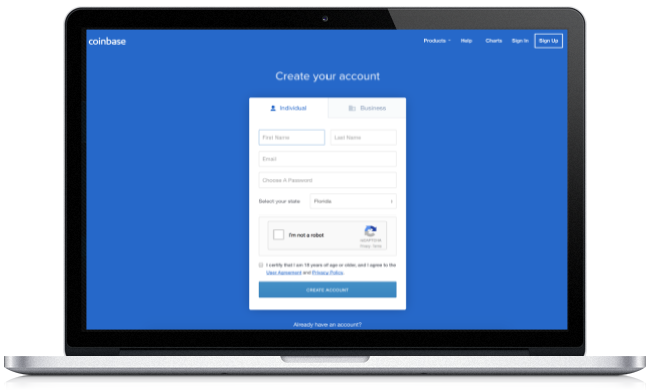 coinbase
Products Help Charts Sign In Sign Up
Create your account
Individual Business
First Name Last Name
Email
Choose A Password
Select your state Florida
I'm not a robot
reCAPTCHA
Privacy - Terms
I certify that I am 18 years of age or older, and I agree to the
User Agreement and Privacy Policy.
CREATE ACCOUNT
Already have an account?